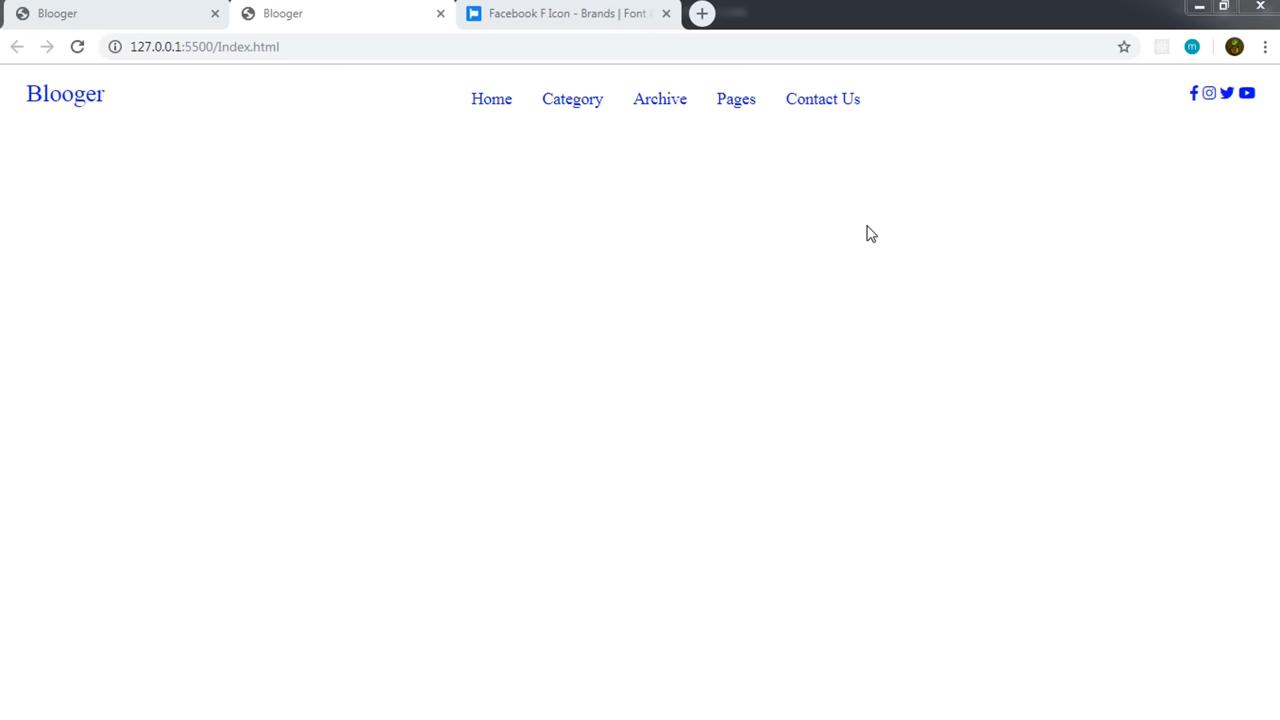 Blooger
Blooger
Facebook F Icon - Brands | Font
127.0.0.1:5500/Index.html
m
Blooger
Home Category Archive Pages Contact Us